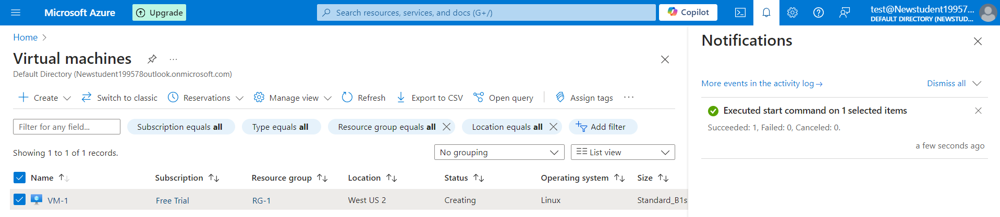 Microsoft Azure
Upgrade
Search resources, services, and docs (G+/)
Copilot
test@Newstudent19957...
DEFAULT DIRECTORY (NEWSTUD...
Home
Virtual machines
...
Default Directory (Newstudent199578outlook.onmicrosoft.com)
Create
Switch to classic
Reservations
Manage view
Refresh
Export to CSV
Open query
Assign tags
...
Filter for any field...
Subscription equals all
Type equals all
Resource group equals all
Location equals all
Add filter
Showing 1 to 1 of 1 records.
No grouping
List view
Name
Subscription
Resource group
Location
Status
Operating system
Size
VM-1
Free Trial
RG-1
West US 2
Creating
Linux
Standard_B1s
Notifications
More events in the activity log →
Dismiss all
Executed start command on 1 selected items
Succeeded: 1, Failed: 0, Canceled: 0.
a few seconds ago